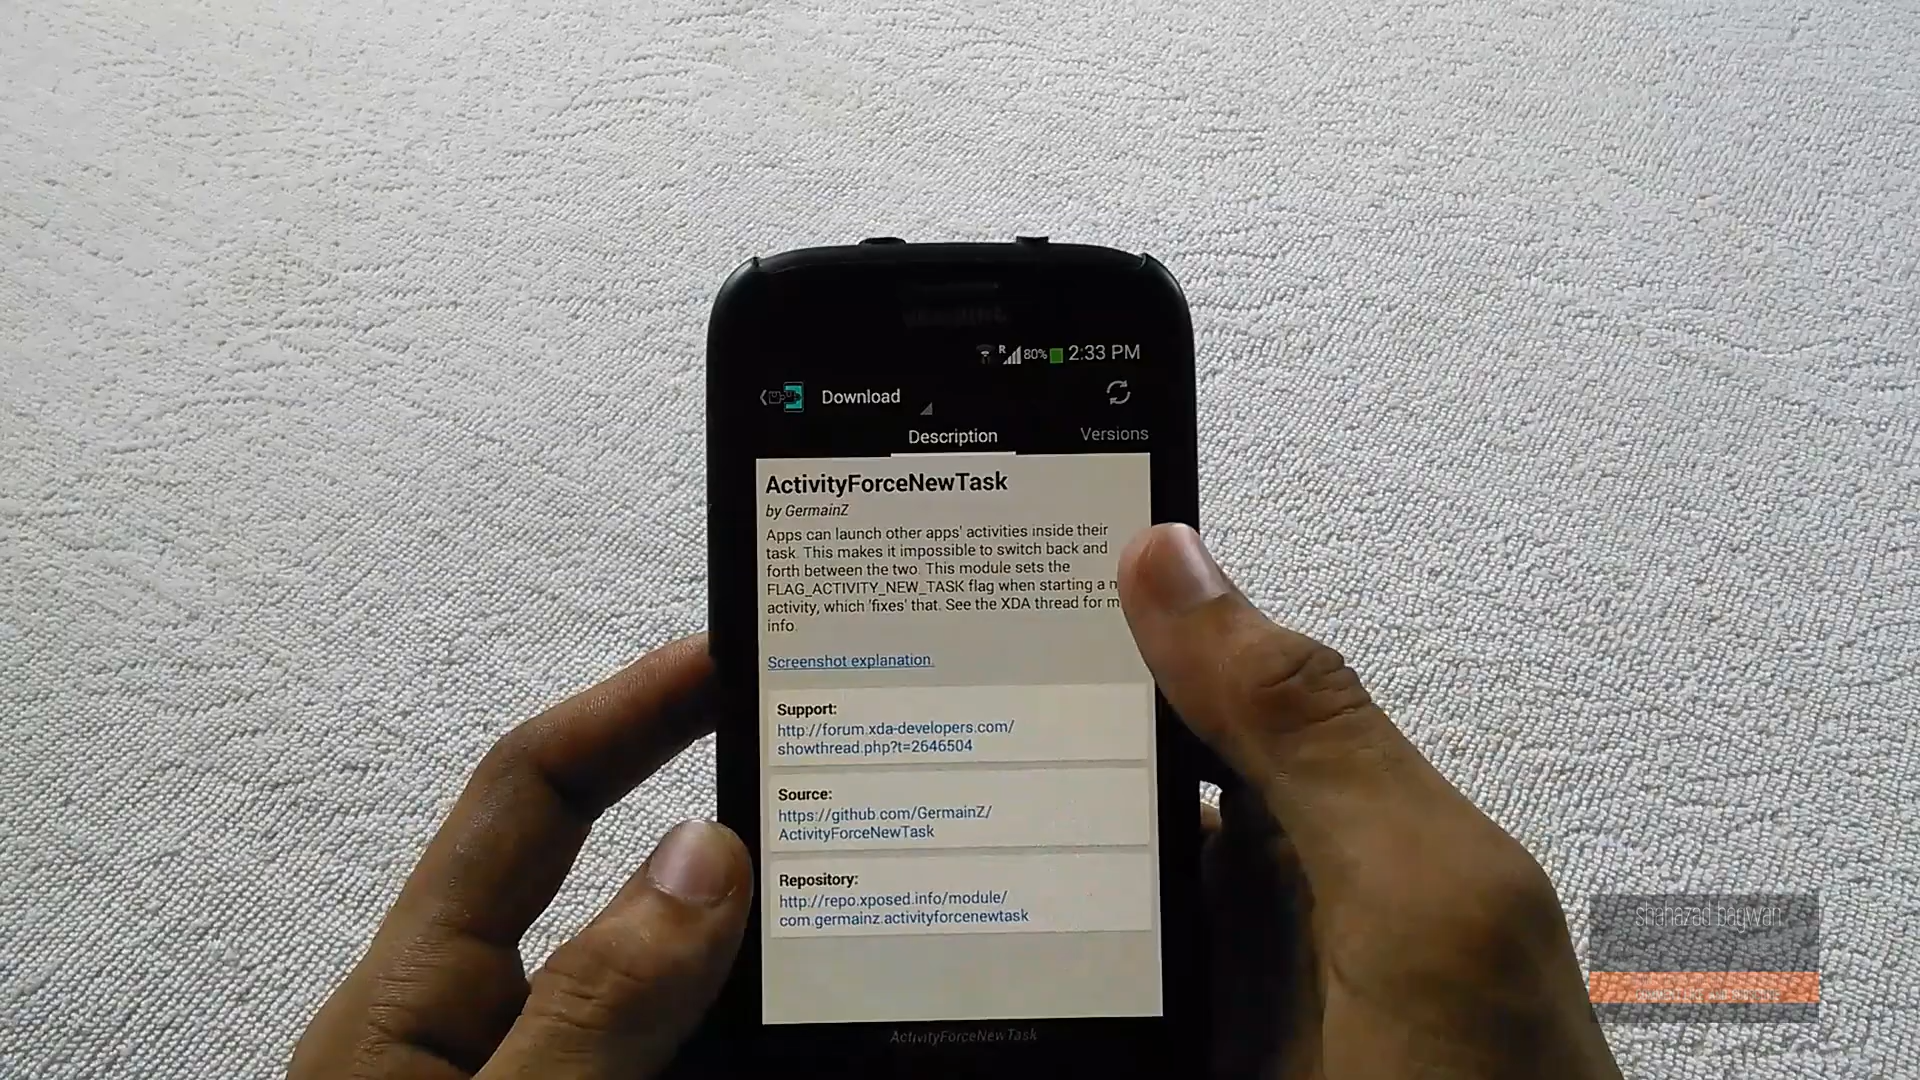 R 80% 2:33 PM
Download
Description
Versions
ActivityForceNewTask
by GermainZ
Apps can launch other apps' activities inside their
task. This makes it impossible to switch back and
forth between the two. This module sets the
FLAG_ACTIVITY_NEW_TASK flag when starting a n
activity, which 'fixes' that. See the XDA thread for m
info.
Screenshot explanation.
Support:
http://forum.xda-developers.com/
showthread.php?t=2646504
Source:
https://github.com/GermainZ/
ActivityForceNewTask
Repository:
http://repo.xposed.info/module/
com.germainz.activityforcenewtask
ActivityForceNewTask
shahazad bagwan